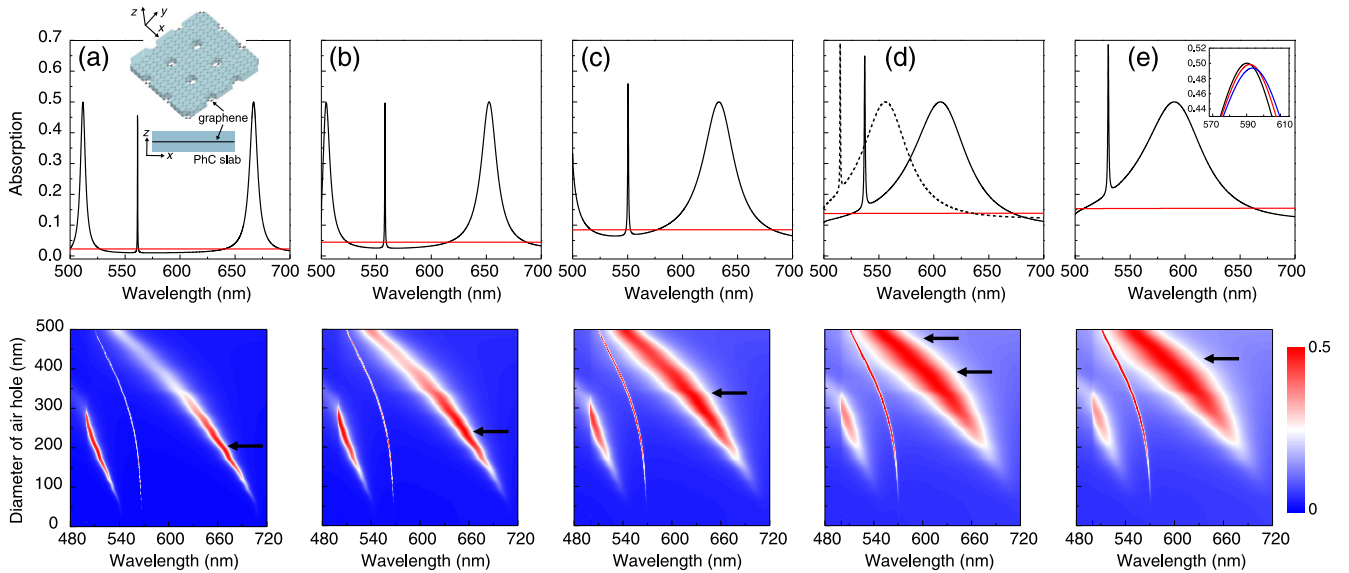 z
y
x
(a)
(b)
(c)
(d)
(e)
0.7
0.6
0.5
0.4
0.3
0.2
0.1
0.0
Absorption
graphene
z
x
PhC slab
0.52
0.50
0.48
0.46
0.44
570 590 610
500 550 600 650 700
500 550 600 650 700
500 550 600 650 700
500 550 600 650 700
500 550 600 650 700
Wavelength (nm)
Wavelength (nm)
Wavelength (nm)
Wavelength (nm)
Wavelength (nm)
Diameter of air hole (nm)
500
400
300
200
100
0
0.5
0
480 540 600 660 720
480 540 600 660 720
480 540 600 660 720
480 540 600 660 720
480 540 600 660 720
Wavelength (nm)
Wavelength (nm)
Wavelength (nm)
Wavelength (nm)
Wavelength (nm)